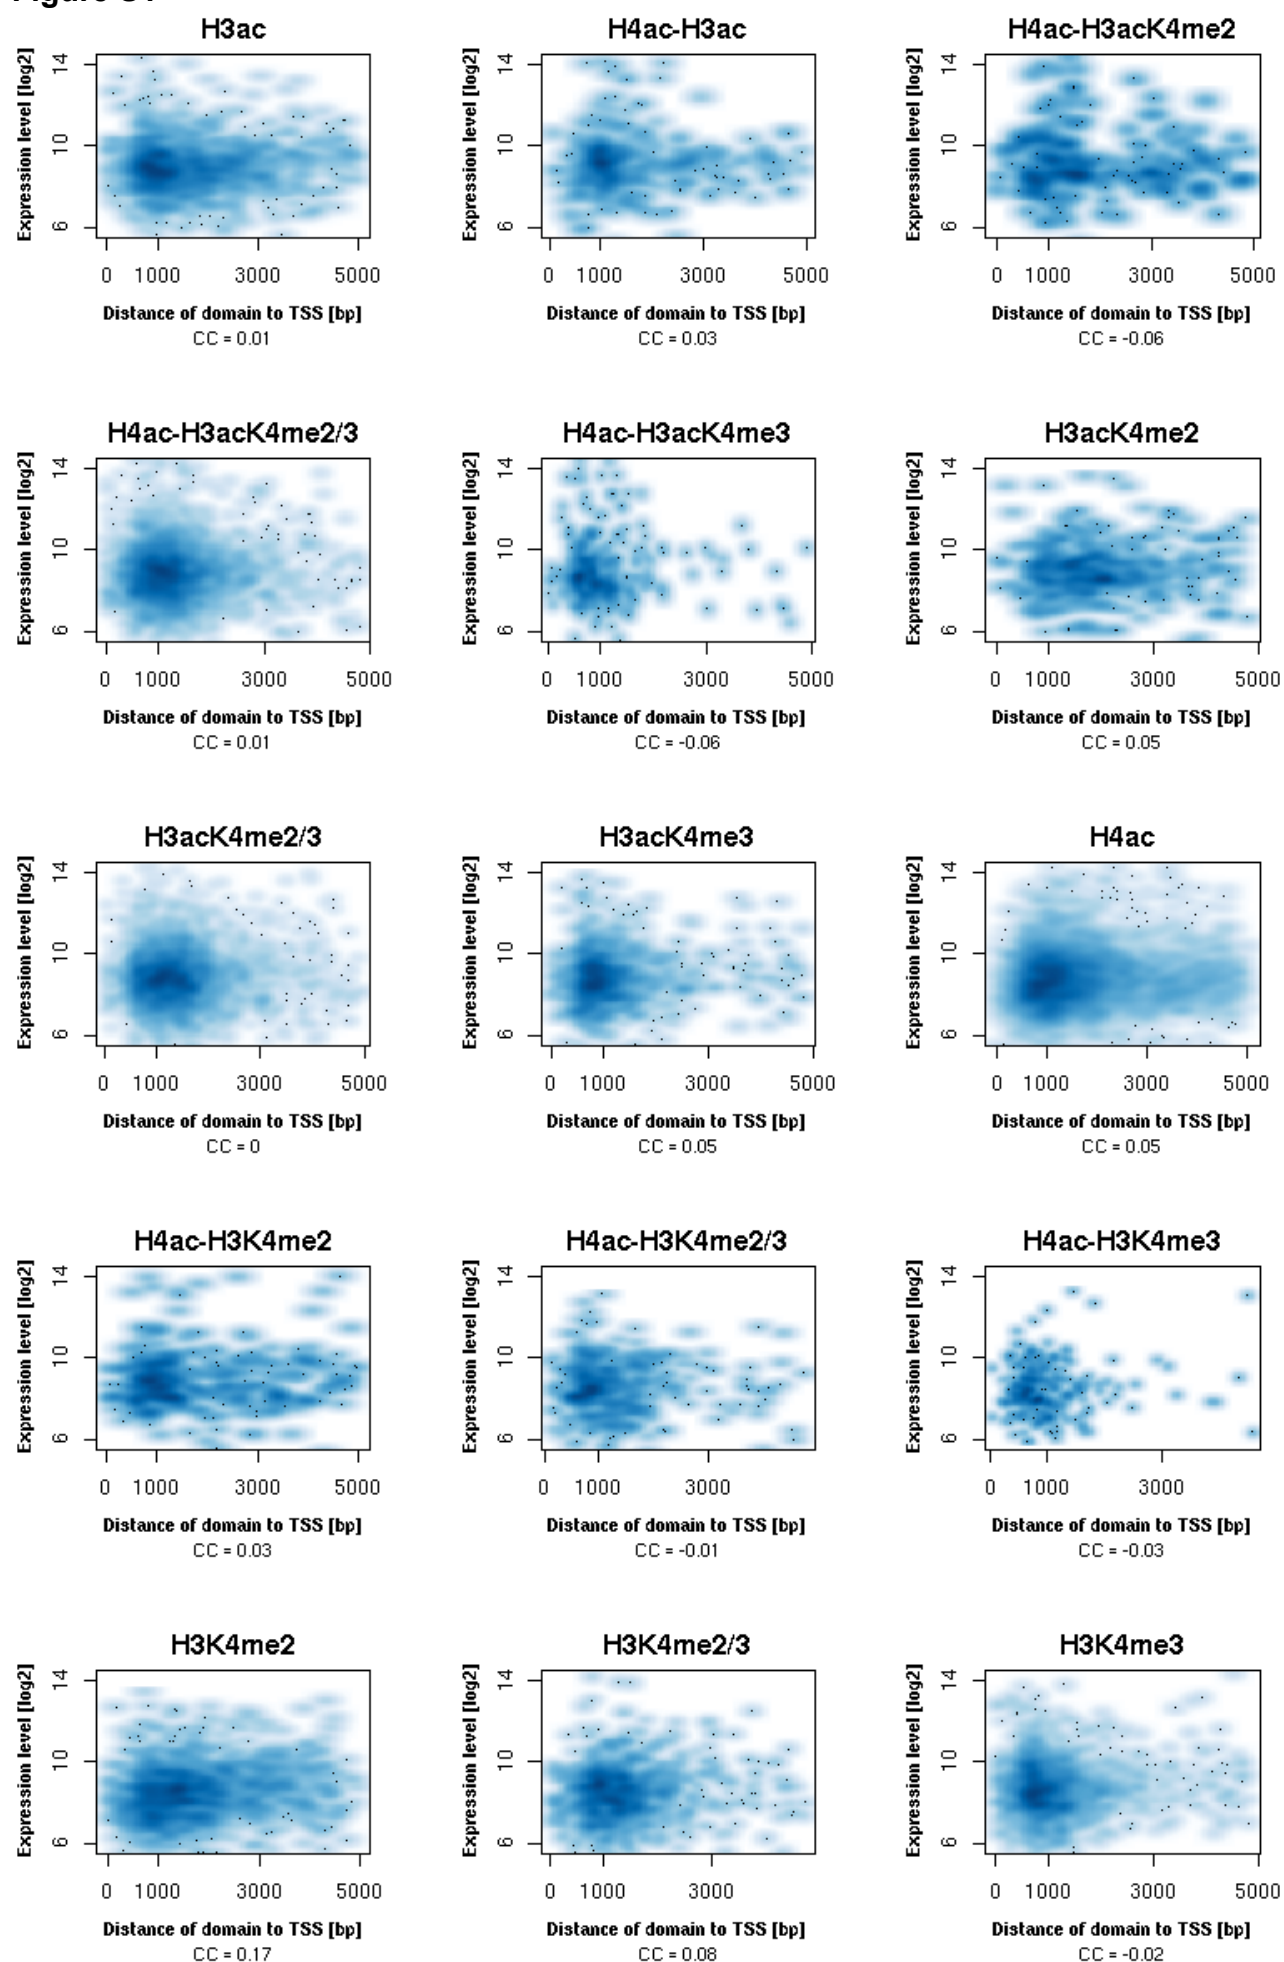 H3ac H4ac-H3ac H4ac-H3acK4me2
Expression level [log2] Expression level [log2] Expression level [log2]
14 14 14
10 10 10
6 6 6
0 1000 3000 5000 0 1000 3000 5000 0 1000 3000 5000
Distance of domain to TSS [bp] Distance of domain to TSS [bp] Distance of domain to TSS [bp]
CC = 0.01 CC = 0.03 CC = -0.06
H4ac-H3acK4me2/3 H4ac-H3acK4me3 H3acK4me2
Expression level [log2] Expression level [log2] Expression level [log2]
14 14 14
10 10 10
6 6 6
0 1000 3000 5000 0 1000 3000 5000 0 1000 3000 5000
Distance of domain to TSS [bp] Distance of domain to TSS [bp] Distance of domain to TSS [bp]
CC = 0.01 CC = -0.06 CC = 0.05
H3acK4me2/3 H3acK4me3 H4ac
Expression level [log2] Expression level [log2] Expression level [log2]
14 14 14
10 10 10
6 6 6
0 1000 3000 5000 0 1000 3000 5000 0 1000 3000 5000
Distance of domain to TSS [bp] Distance of domain to TSS [bp] Distance of domain to TSS [bp]
CC = 0 CC = 0.05 CC = 0.05
H4ac-H3K4me2 H4ac-H3K4me2/3 H4ac-H3K4me3
Expression level [log2] Expression level [log2] Expression level [log2]
14 14 14
10 10 10
6 6 6
0 1000 3000 5000 0 1000 3000 0 1000 3000
Distance of domain to TSS [bp] Distance of domain to TSS [bp] Distance of domain to TSS [bp]
CC = 0.03 CC = -0.01 CC = -0.03
H3K4me2 H3K4me2/3 H3K4me3
Expression level [log2] Expression level [log2] Expression level [log2]
14 14 14
10 10 10
6 6 6
0 1000 3000 5000 0 1000 3000 0 1000 3000 5000
Distance of domain to TSS [bp] Distance of domain to TSS [bp] Distance of domain to TSS [bp]
CC = 0.17 CC = 0.08 CC = -0.02